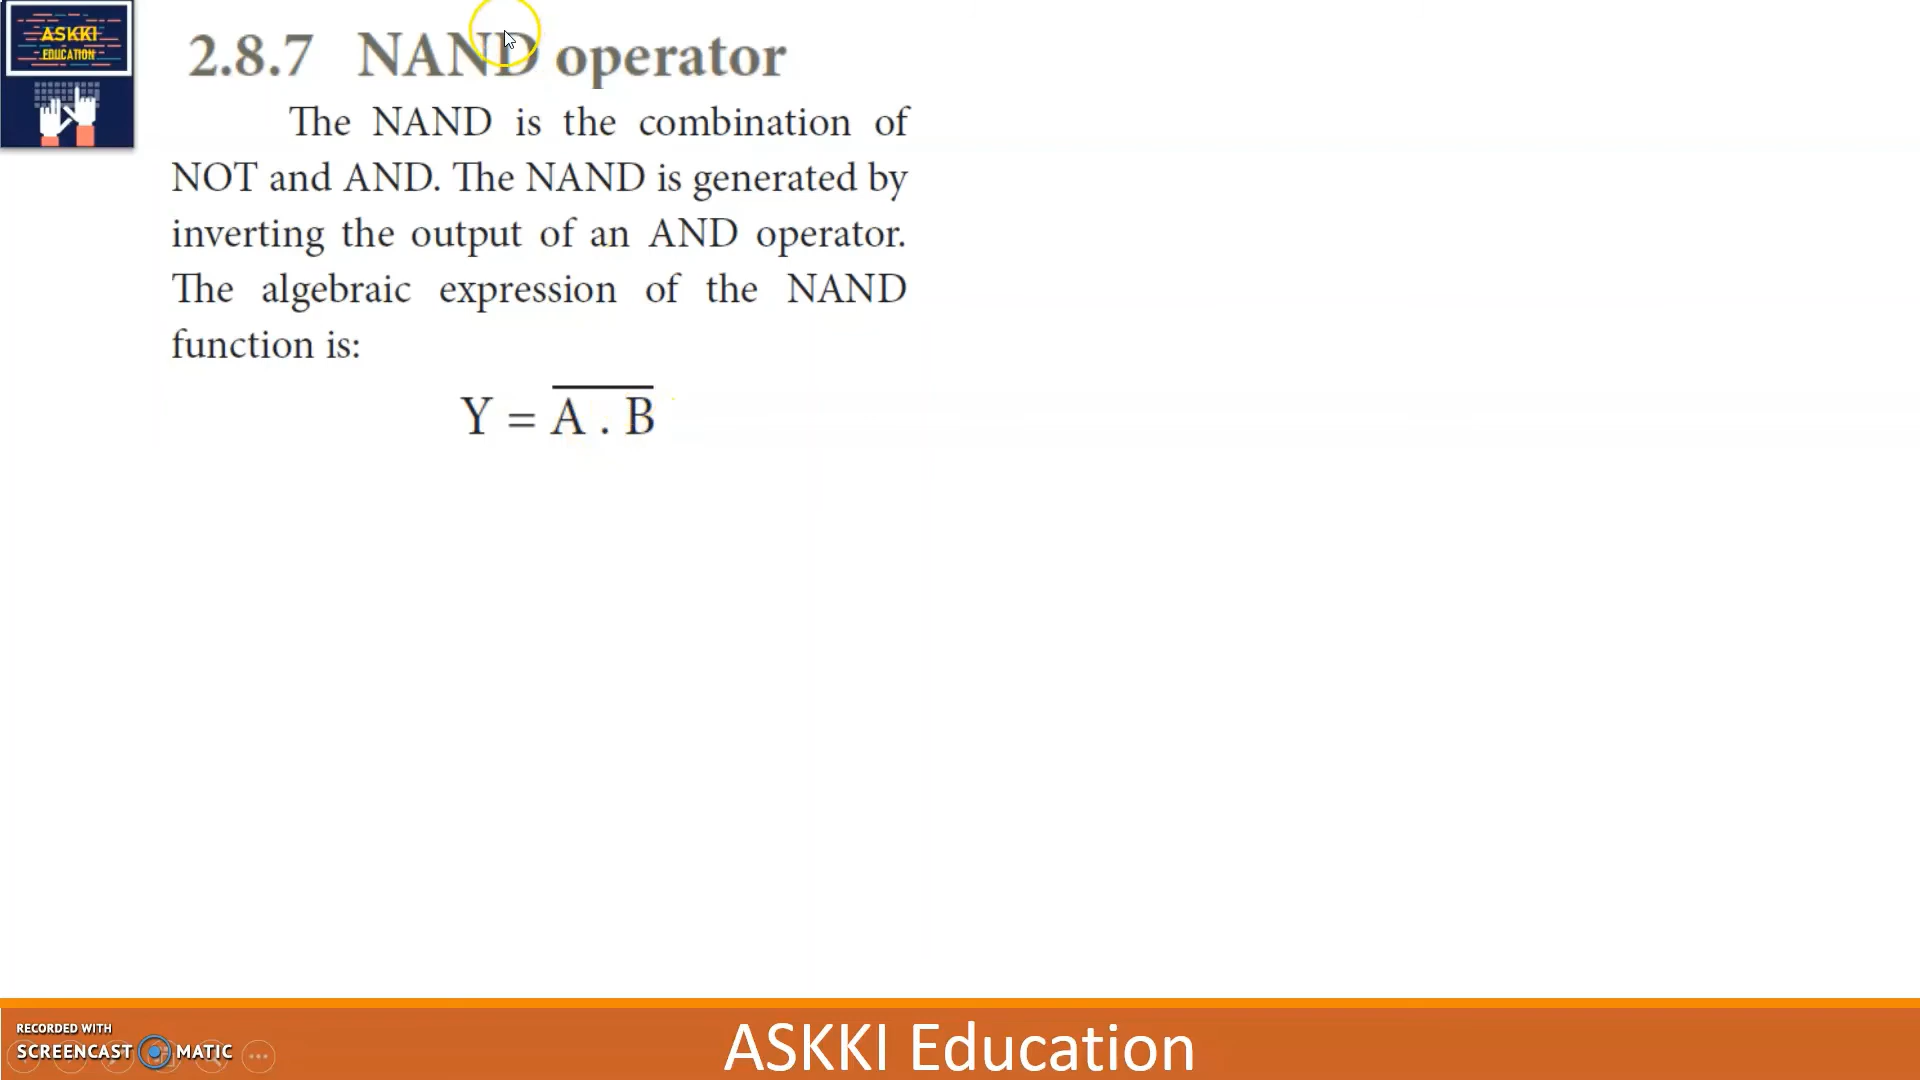 ASKKI
EDUCATION
2.8.7 NAND operator
The NAND is the combination of
NOT and AND. The NAND is generated by
inverting the output of an AND operator.
The algebraic expression of the NAND
function is:
Y = A̅ ̅.̅ ̅B̅
RECORDED WITH
SCREENCAST MATIC
ASKKI Education